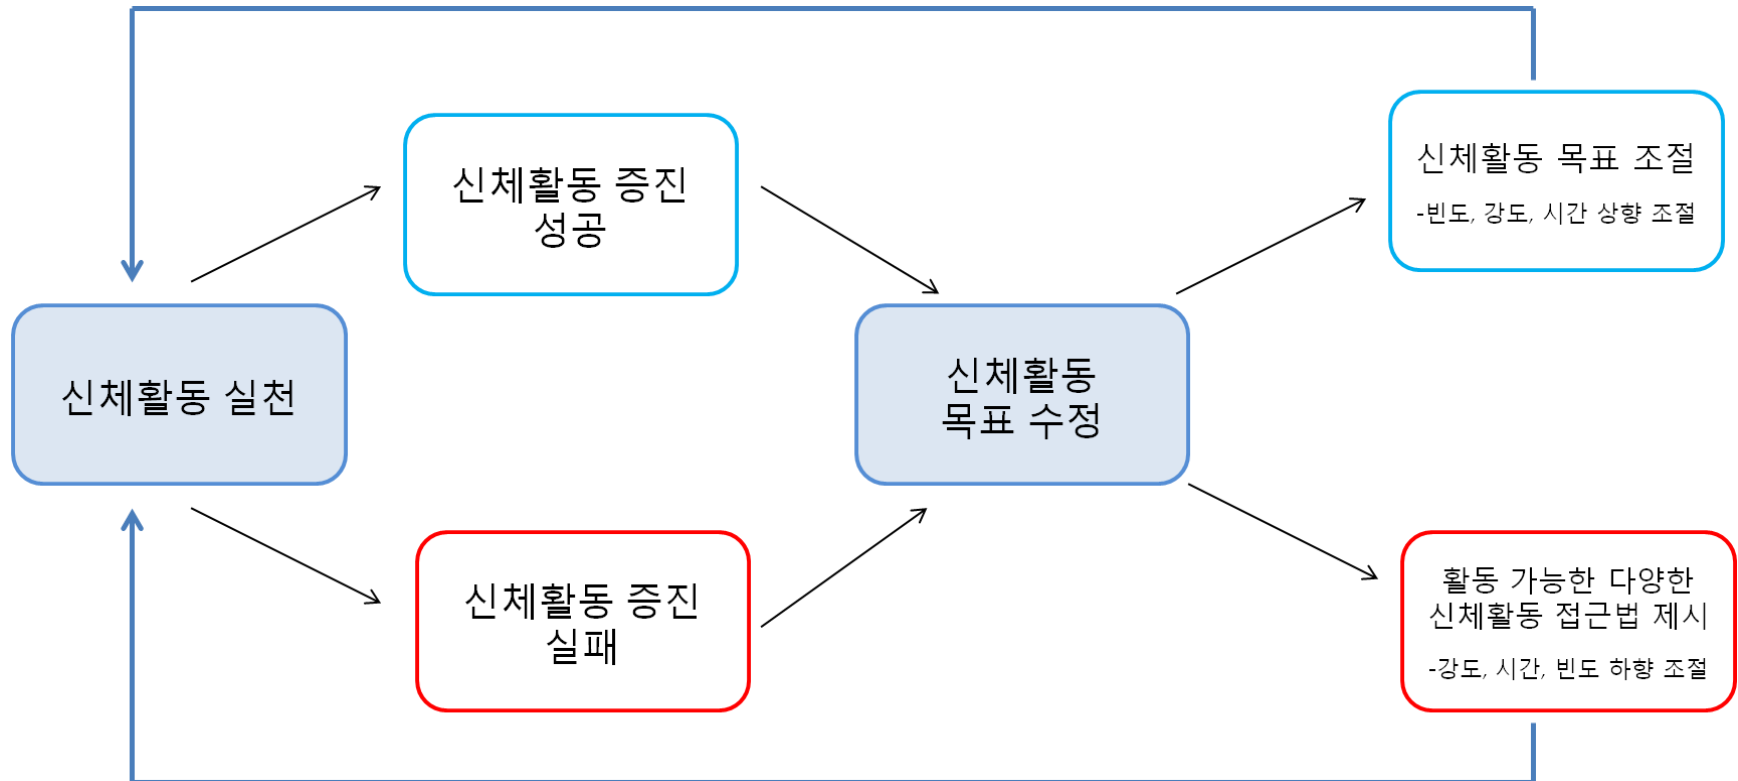 신체활동 실천
신체활동 증진
성공
신체활동 증진
실패
신체활동
목표 수정
신체활동 목표 조절
-빈도, 강도, 시간 상향 조절
활동 가능한 다양한
신체활동 접근법 제시
-강도, 시간, 빈도 하향 조절